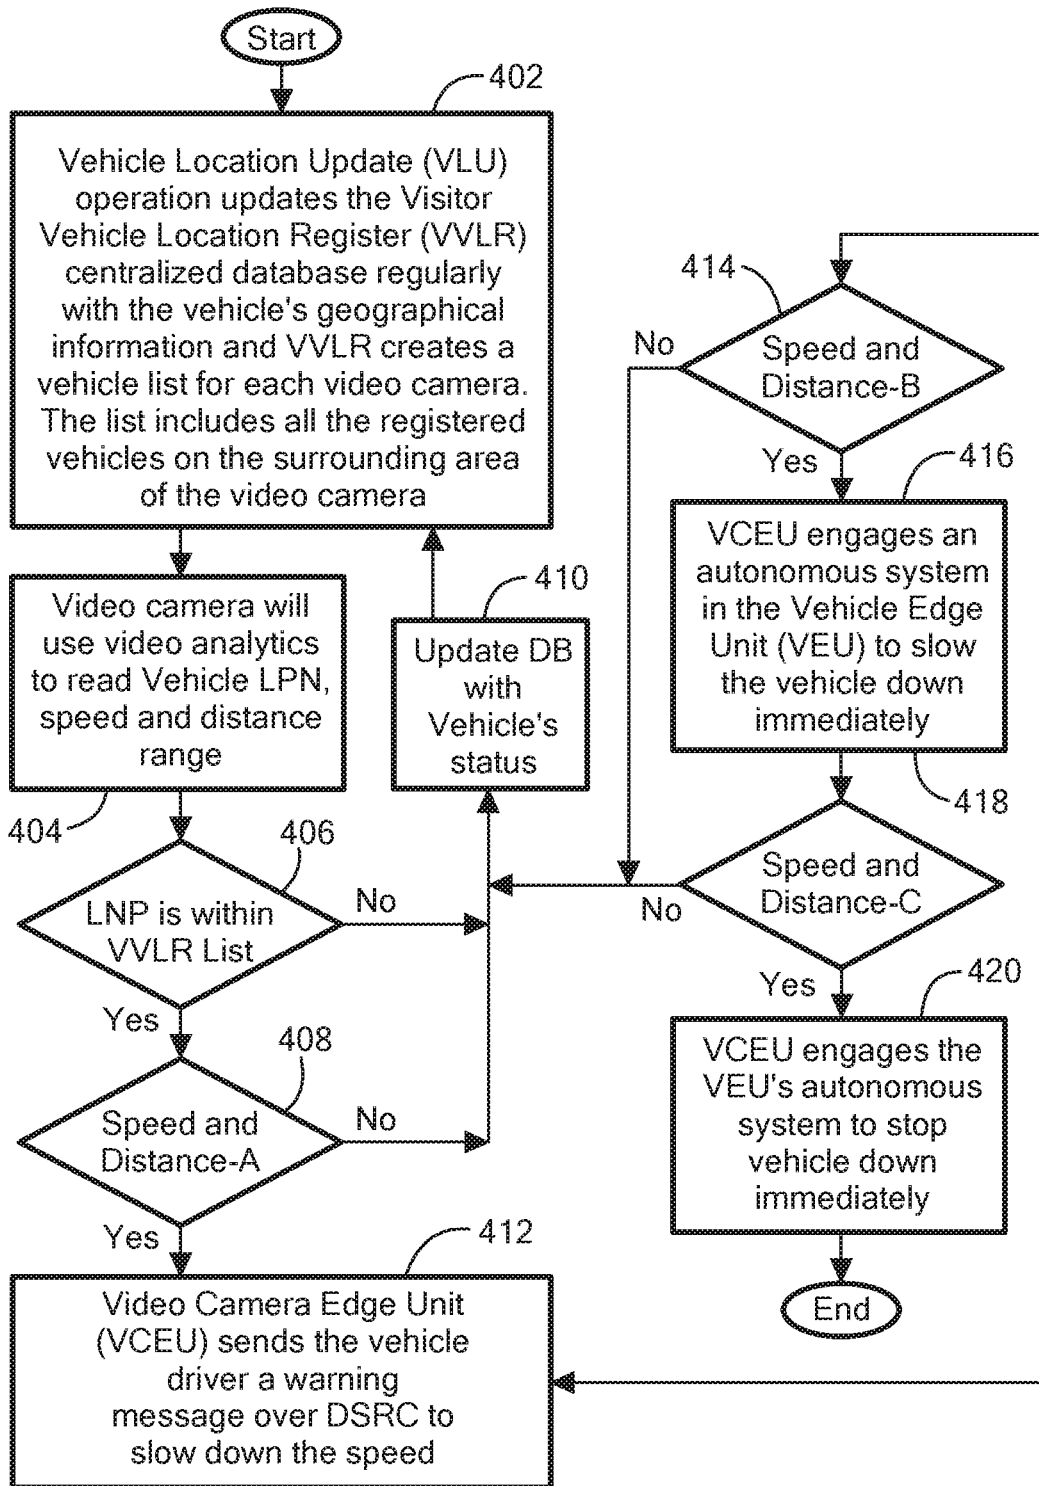 Start
402
Vehicle Location Update (VLU)
operation updates the Visitor
Vehicle Location Register (VVLR)
centralized database regularly
with the vehicle's geographical
information and VVLR creates a
vehicle list for each video camera.
The list includes all the registered
vehicles on the surrounding area
of the video camera
Video camera will
use video analytics
to read Vehicle LPN,
speed and distance
range
404
406
LNP is within
VVLR List
No
Yes
408
Speed and
Distance-A
No
Yes
410
Update DB
with
Vehicle's
status
412
Video Camera Edge Unit
(VCEU) sends the vehicle
driver a warning
message over DSRC to
slow down the speed
414
Speed and
Distance-B
No
Yes
416
VCEU engages an
autonomous system
in the Vehicle Edge
Unit (VEU) to slow
the vehicle down
immediately
418
Speed and
Distance-C
No
Yes
420
VCEU engages the
VEU's autonomous
system to stop
vehicle down
immediately
End